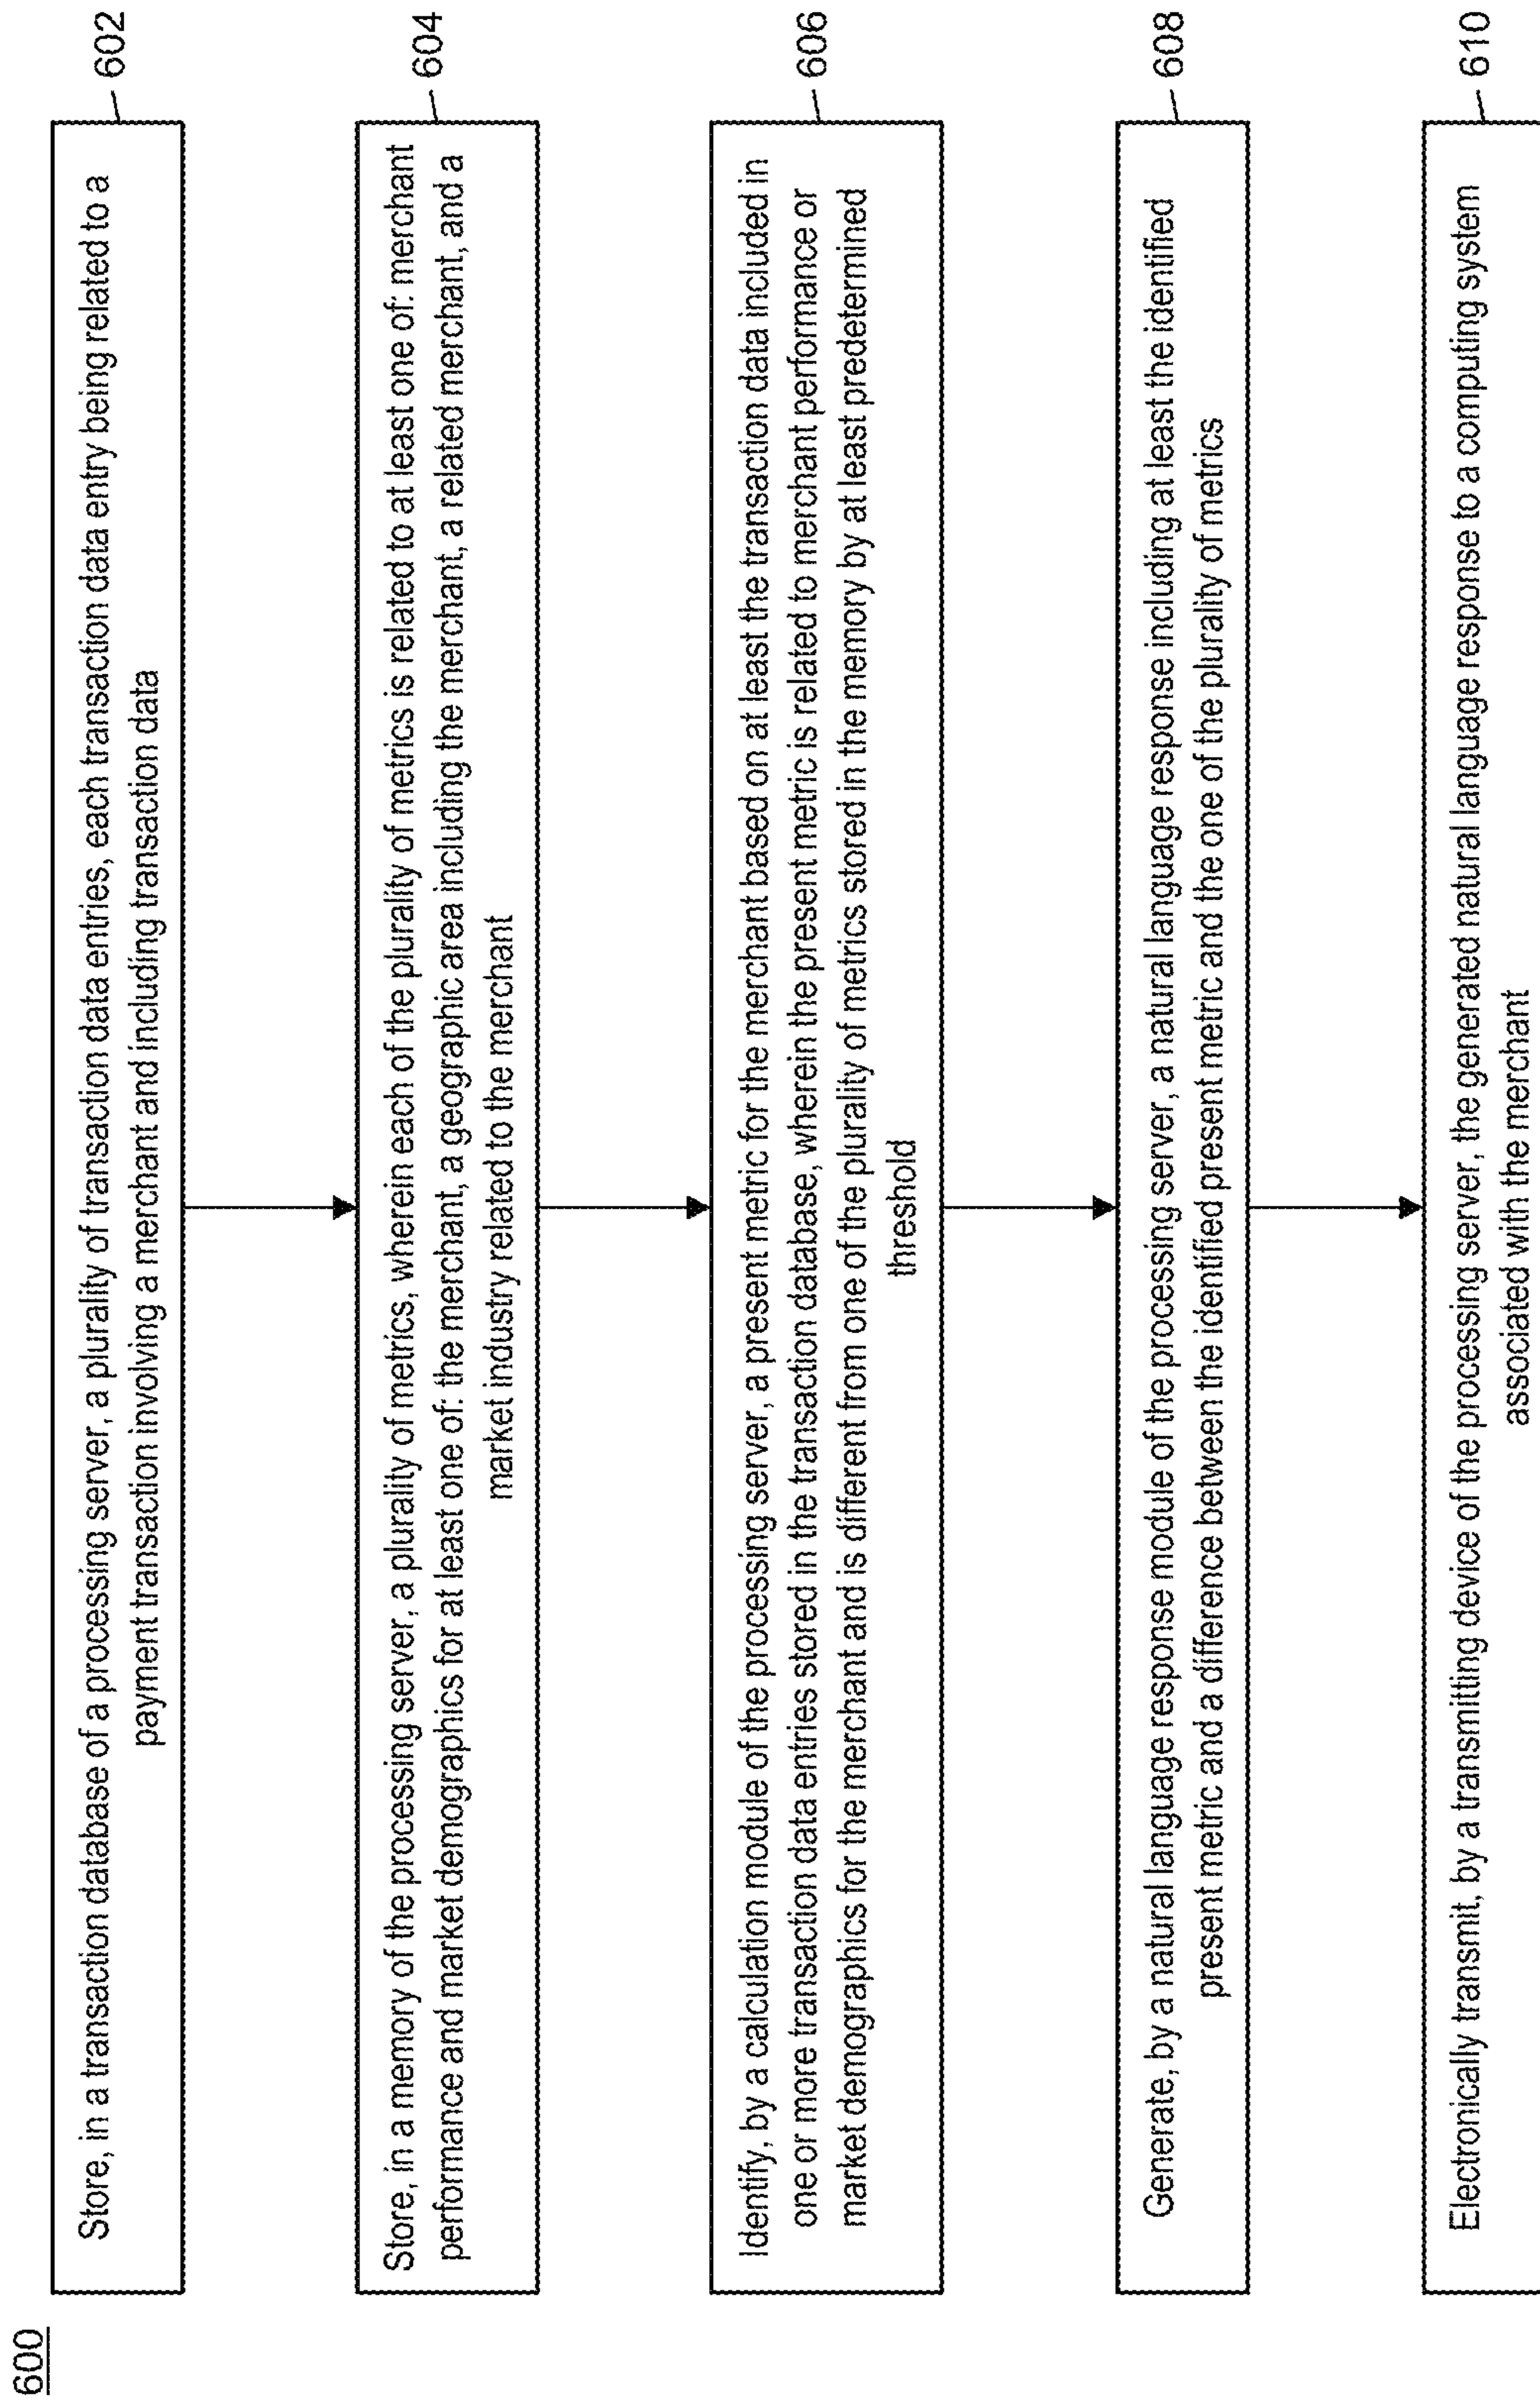 600
Store, in a transaction database of a processing server, a plurality of transaction data entries, each transaction data entry being related to a
payment transaction involving a merchant and including transaction data
602
Store, in a memory of the processing server, a plurality of metrics, wherein each of the plurality of metrics is related to at least one of: merchant
performance and market demographics for at least one of: the merchant, a geographic area including the merchant, a related merchant, and a
market industry related to the merchant
604
Identify, by a calculation module of the processing server, a present metric for the merchant based on at least the transaction data included in
one or more transaction data entries stored in the transaction database, wherein the present metric is related to merchant performance or
market demographics for the merchant and is different from one of the plurality of metrics stored in the memory by at least predetermined
threshold
606
Generate, by a natural language response module of the processing server, a natural language response including at least the identified
present metric and a difference between the identified present metric and the one of the plurality of metrics
608
Electronically transmit, by a transmitting device of the processing server, the generated natural language response to a computing system
associated with the merchant
610